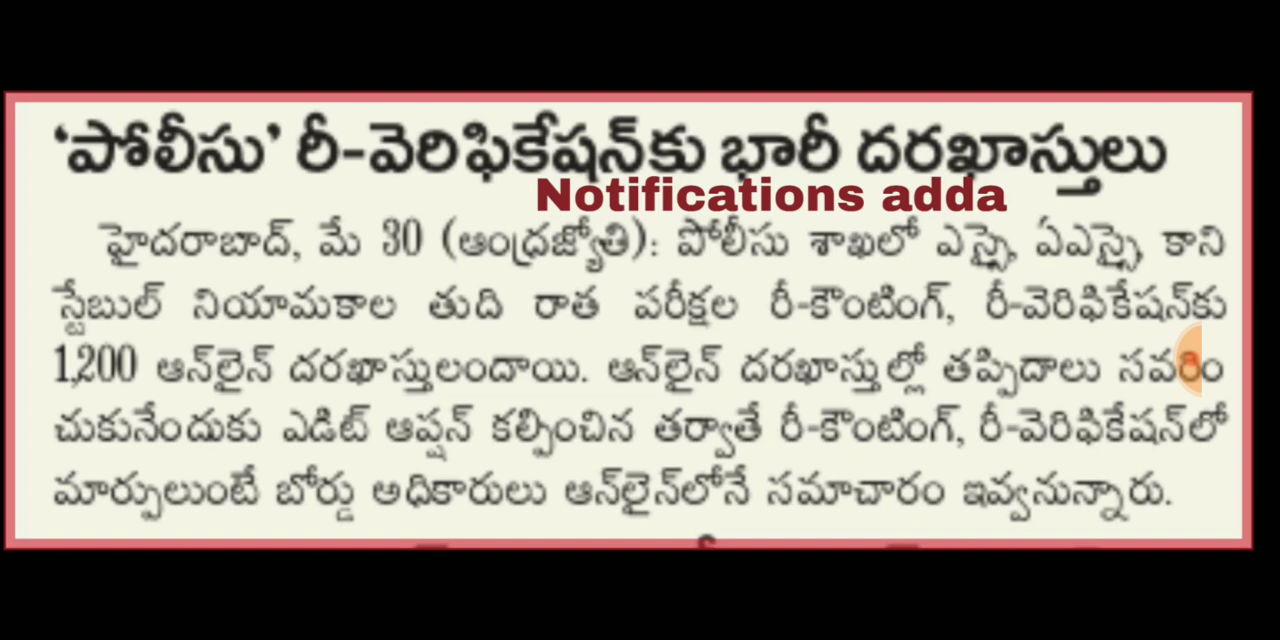 ‘పోలీసు’ రీ-వెరిఫికేషన్‌కు భారీ దరఖాస్తులు
Notifications adda
హైదరాబాద్, మే 30 (ఆంధ్రజ్యోతి): పోలీసు శాఖలో ఎస్సై, ఏఎస్సై, కాని
స్టేబుల్ నియామకాల తుది రాత పరీక్షల రీ-కౌంటింగ్, రీ-వెరిఫికేషన్‌కు
1,200 ఆన్‌లైన్ దరఖాస్తులందాయి. ఆన్‌లైన్ దరఖాస్తుల్లో తప్పిదాలు సవరిం
చుకునేందుకు ఎడిట్ ఆప్షన్ కల్పించిన తర్వాతే రీ-కౌంటింగ్, రీ-వెరిఫికేషన్‌లో
మార్పులుంటే బోర్డు అధికారులు ఆన్‌లైన్‌లోనే సమాచారం ఇవ్వనున్నారు.